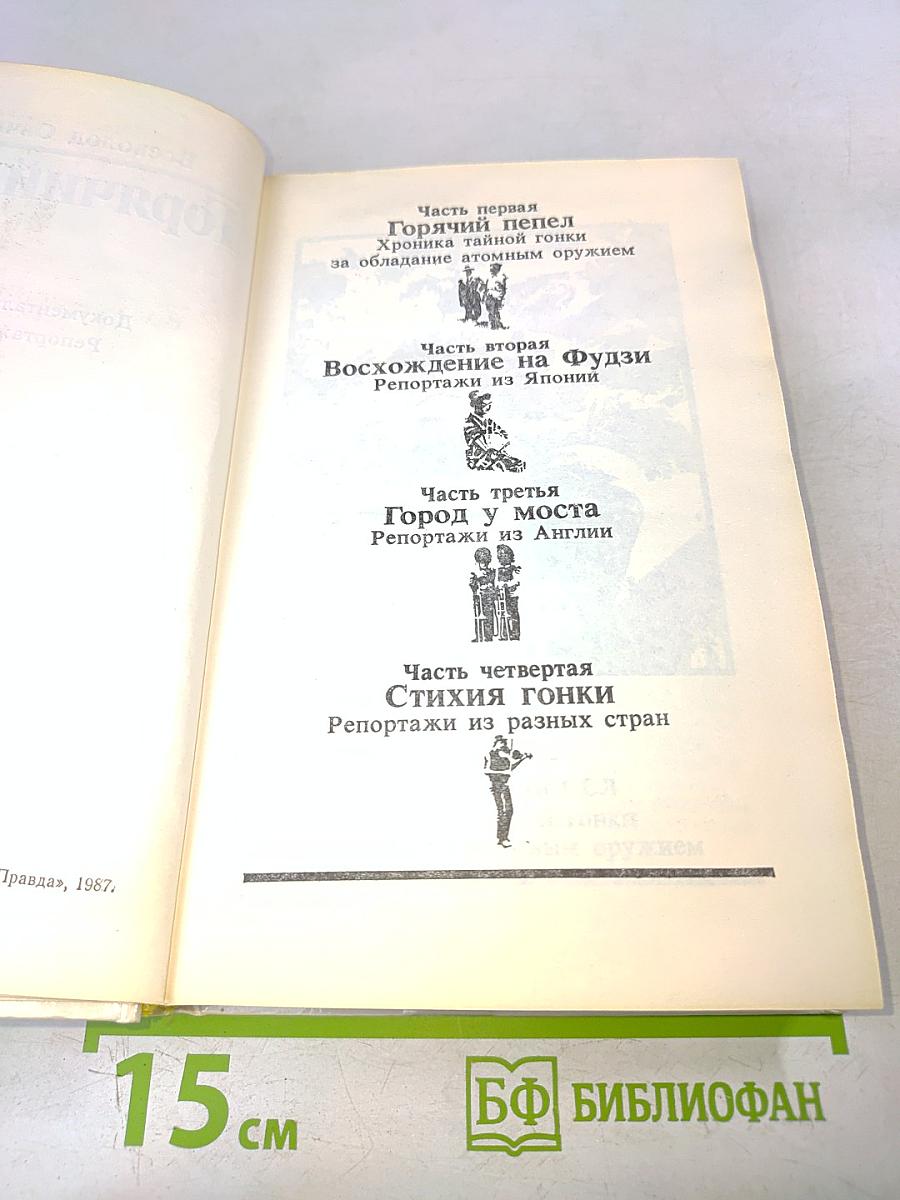 Часть первая
Горячий пепел
Хроника тайной гонки
за обладание атомным оружием
Часть вторая
Восхождение на Фудзи
Репортажи из Японии
Часть третья
Город у моста
Репортажи из Англии
Часть четвертая
Стихия гонки
Репортажи из разных стран
Правда», 1987.
15 см
БФ БИБЛИОФАН